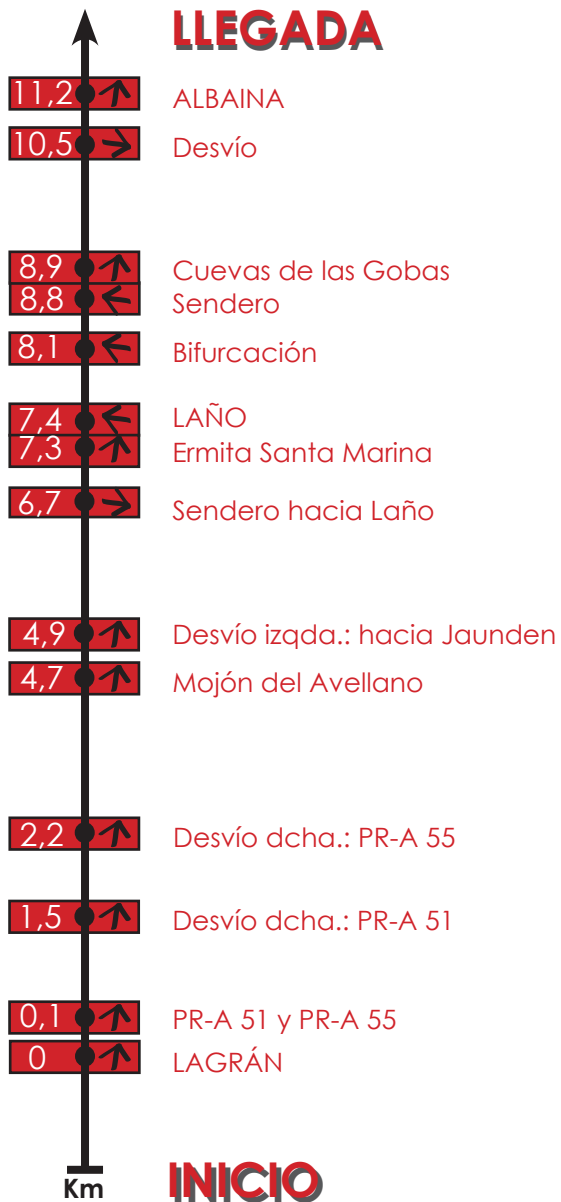 LLEGADA
11,2 ALBAINA
10,5 Desvío
8,9 Cuevas de las Gobas
8,8 Sendero
8,1 Bifurcación
7,4 LAÑO
7,3 Ermita Santa Marina
6,7 Sendero hacia Laño
4,9 Desvío izqda.: hacia Jaunden
4,7 Mojón del Avellano
2,2 Desvío dcha.: PR-A 55
1,5 Desvío dcha.: PR-A 51
0,1 PR-A 51 y PR-A 55
0 LAGRÁN
Km INICIO